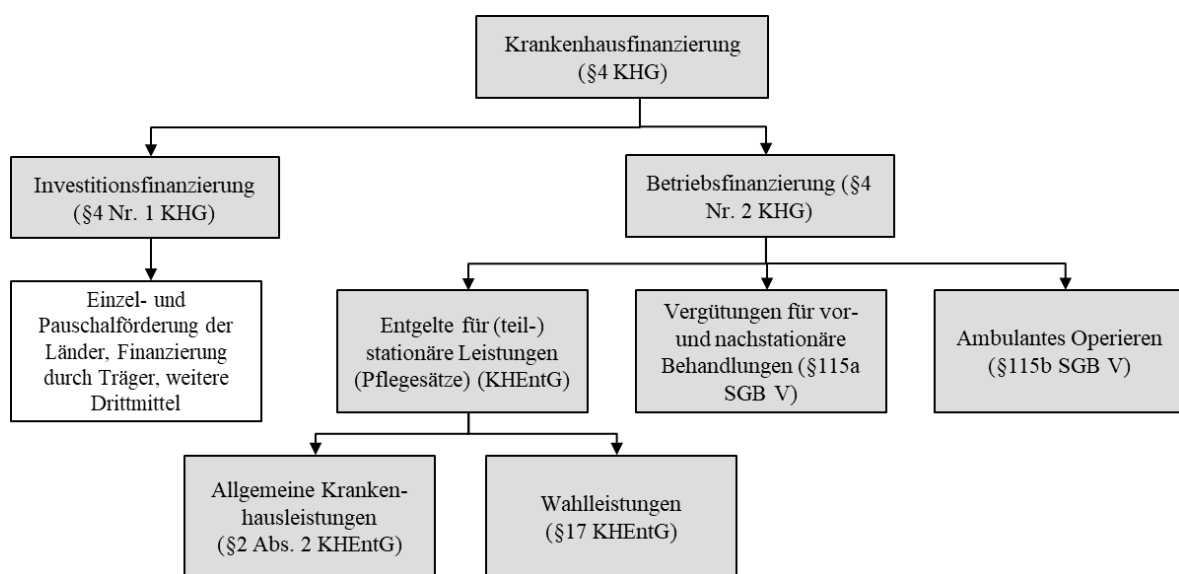 Krankenhausfinanzierung
(§4 KHG)
Investitionsfinanzierung
(§4 Nr. 1 KHG)
Betriebsfinanzierung (§4
Nr. 2 KHG)
Einzel- und
Pauschalförderung der
Länder, Finanzierung
durch Träger, weitere
Drittmittel
Entgelte für (teil-)
stationäre Leistungen
(Pflegesätze) (KHEntG)
Vergütungen für vor-
und nachstationäre
Behandlungen (§115a
SGB V)
Ambulantes Operieren
(§115b SGB V)
Allgemeine Kranken-
hausleistungen
(§2 Abs. 2 KHEntG)
Wahlleistungen
(§17 KHEntG)